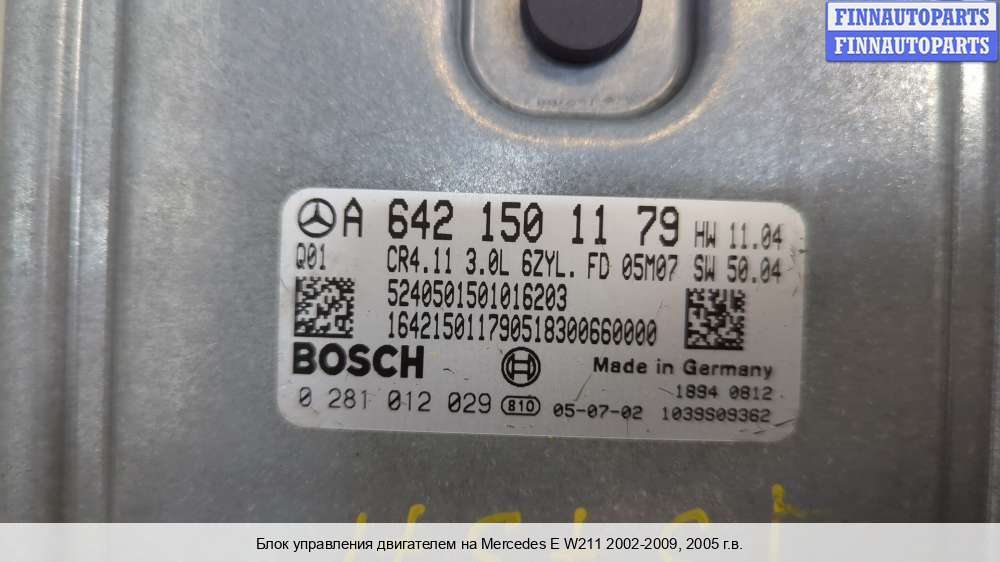 FINNAUTOPARTS
FINNAUTOPARTS
A 642 150 11 79 HW 11.04
Q01 CR4.11 3.0L 6ZYL. FD 05M07 SW 50.04
5240501501016203
164215011790518300660000
BOSCH Made in Germany
1894 0812
0 281 012 029 810 05-07-02 1039S09362
Блок управления двигателем на Mercedes E W211 2002-2009, 2005 г.в.